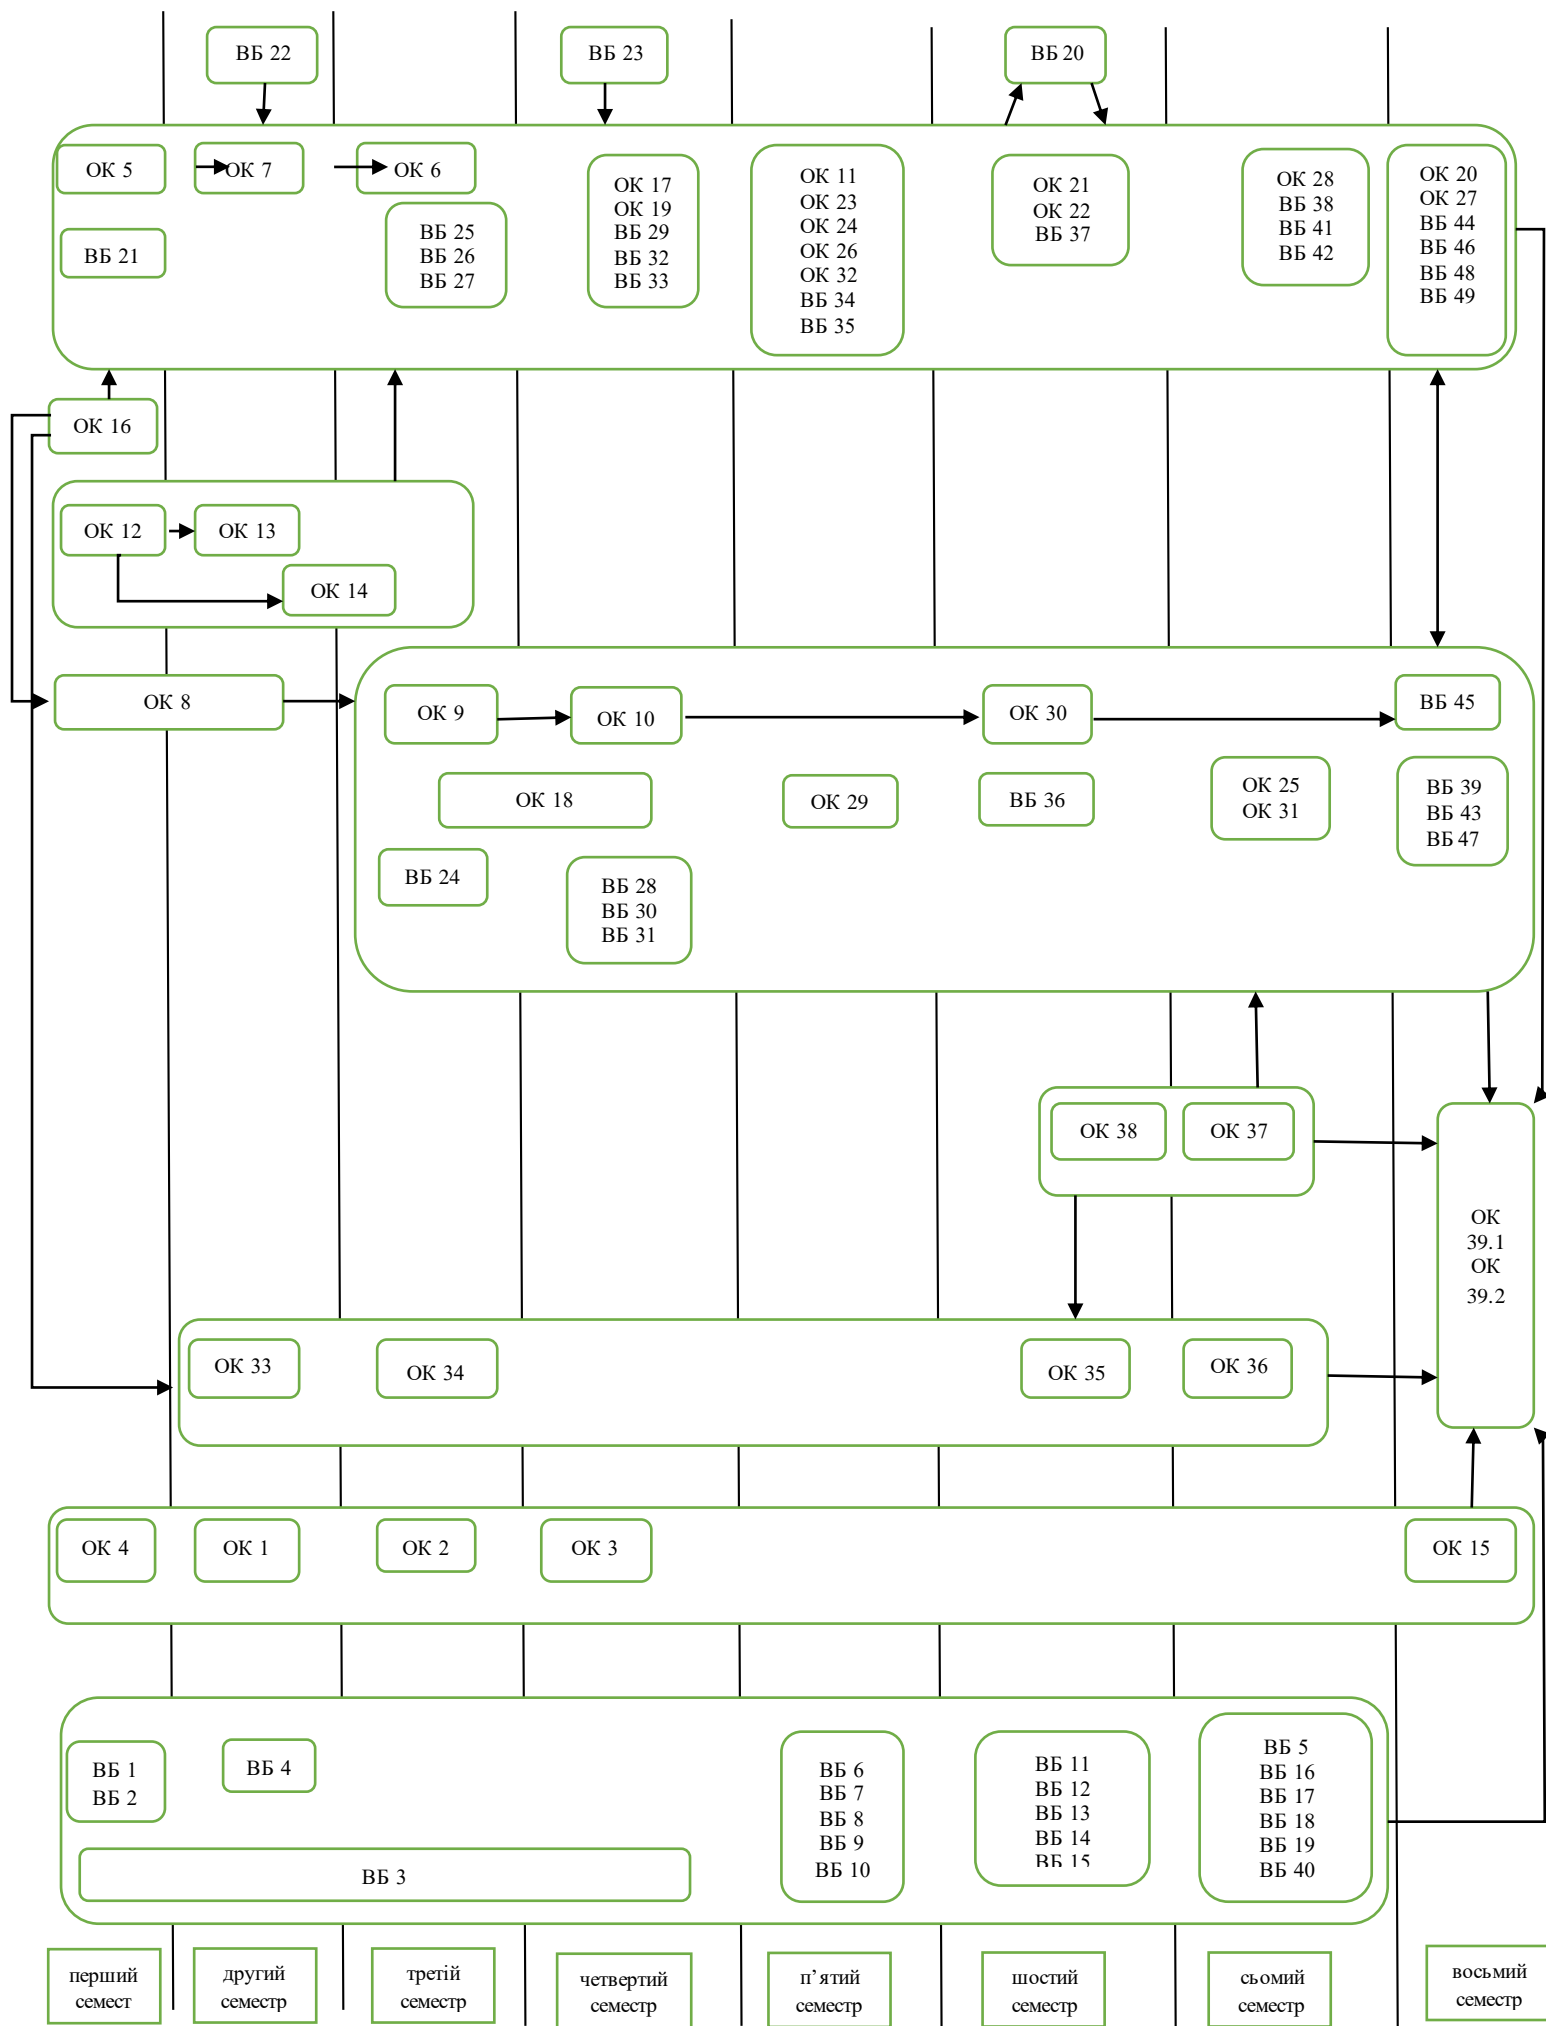 ВБ 22
ВБ 23
ВБ 20
ОК 5
ОК 7
ОК 6
ВБ 21
ВБ 25
ВБ 26
ВБ 27
ОК 17
ОК 19
ВБ 29
ВБ 32
ВБ 33
ОК 11
ОК 23
ОК 24
ОК 26
ОК 32
ВБ 34
ВБ 35
ОК 21
ОК 22
ВБ 37
ОК 28
ВБ 38
ВБ 41
ВБ 42
ОК 20
ОК 27
ВБ 44
ВБ 46
ВБ 48
ВБ 49
ОК 16
ОК 12
ОК 13
ОК 14
ОК 8
ОК 9
ОК 10
ОК 30
ВБ 45
ОК 18
ОК 29
ВБ 36
ОК 25
ОК 31
ВБ 39
ВБ 43
ВБ 47
ВБ 24
ВБ 28
ВБ 30
ВБ 31
ОК 38
ОК 37
ОК
39.1
ОК
39.2
ОК 33
ОК 34
ОК 35
ОК 36
ОК 4
ОК 1
ОК 2
ОК 3
ОК 15
ВБ 1
ВБ 2
ВБ 4
ВБ 3
ВБ 6
ВБ 7
ВБ 8
ВБ 9
ВБ 10
ВБ 11
ВБ 12
ВБ 13
ВБ 14
ВБ 15
ВБ 5
ВБ 16
ВБ 17
ВБ 18
ВБ 19
ВБ 40
перший
семест
другий
семестр
третій
семестр
четвертий
семестр
п’ятий
семестр
шостий
семестр
сьомий
семестр
восьмий
семестр